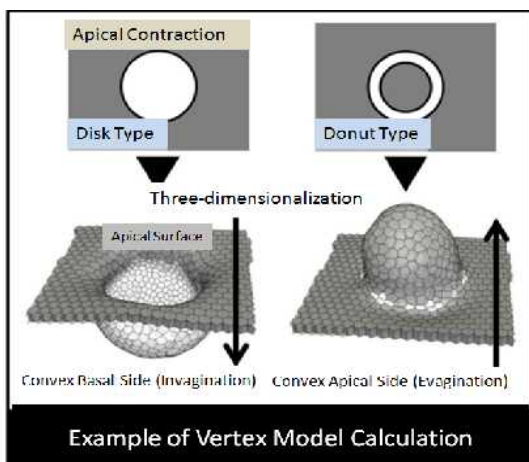 Apical Contraction
Disk Type
Donut Type
Three-dimensionalization
Apical Surface
Convex Basal Side (Invagination)
Convex Apical Side (Evagination)
Example of Vertex Model Calculation